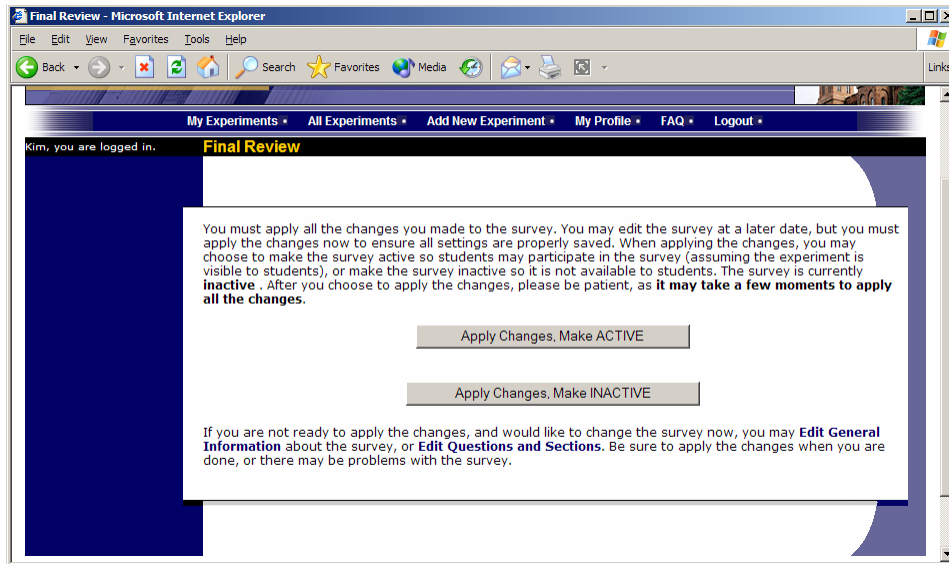 Final Review - Microsoft Internet Explorer
File Edit View Favorites Tools Help
Back Search Favorites Media Links
My Experiments All Experiments Add New Experiment My Profile FAQ Logout
Kim, you are logged in. Final Review
You must apply all the changes you made to the survey. You may edit the survey at a later date, but you must
apply the changes now to ensure all settings are properly saved. When applying the changes, you may
choose to make the survey active so students may participate in the survey (assuming the experiment is
visible to students), or make the survey inactive so it is not available to students. The survey is currently
inactive . After you choose to apply the changes, please be patient, as it may take a few moments to apply
all the changes.
Apply Changes, Make ACTIVE
Apply Changes, Make INACTIVE
If you are not ready to apply the changes, and would like to change the survey now, you may Edit General
Information about the survey, or Edit Questions and Sections. Be sure to apply the changes when you are
done, or there may be problems with the survey.